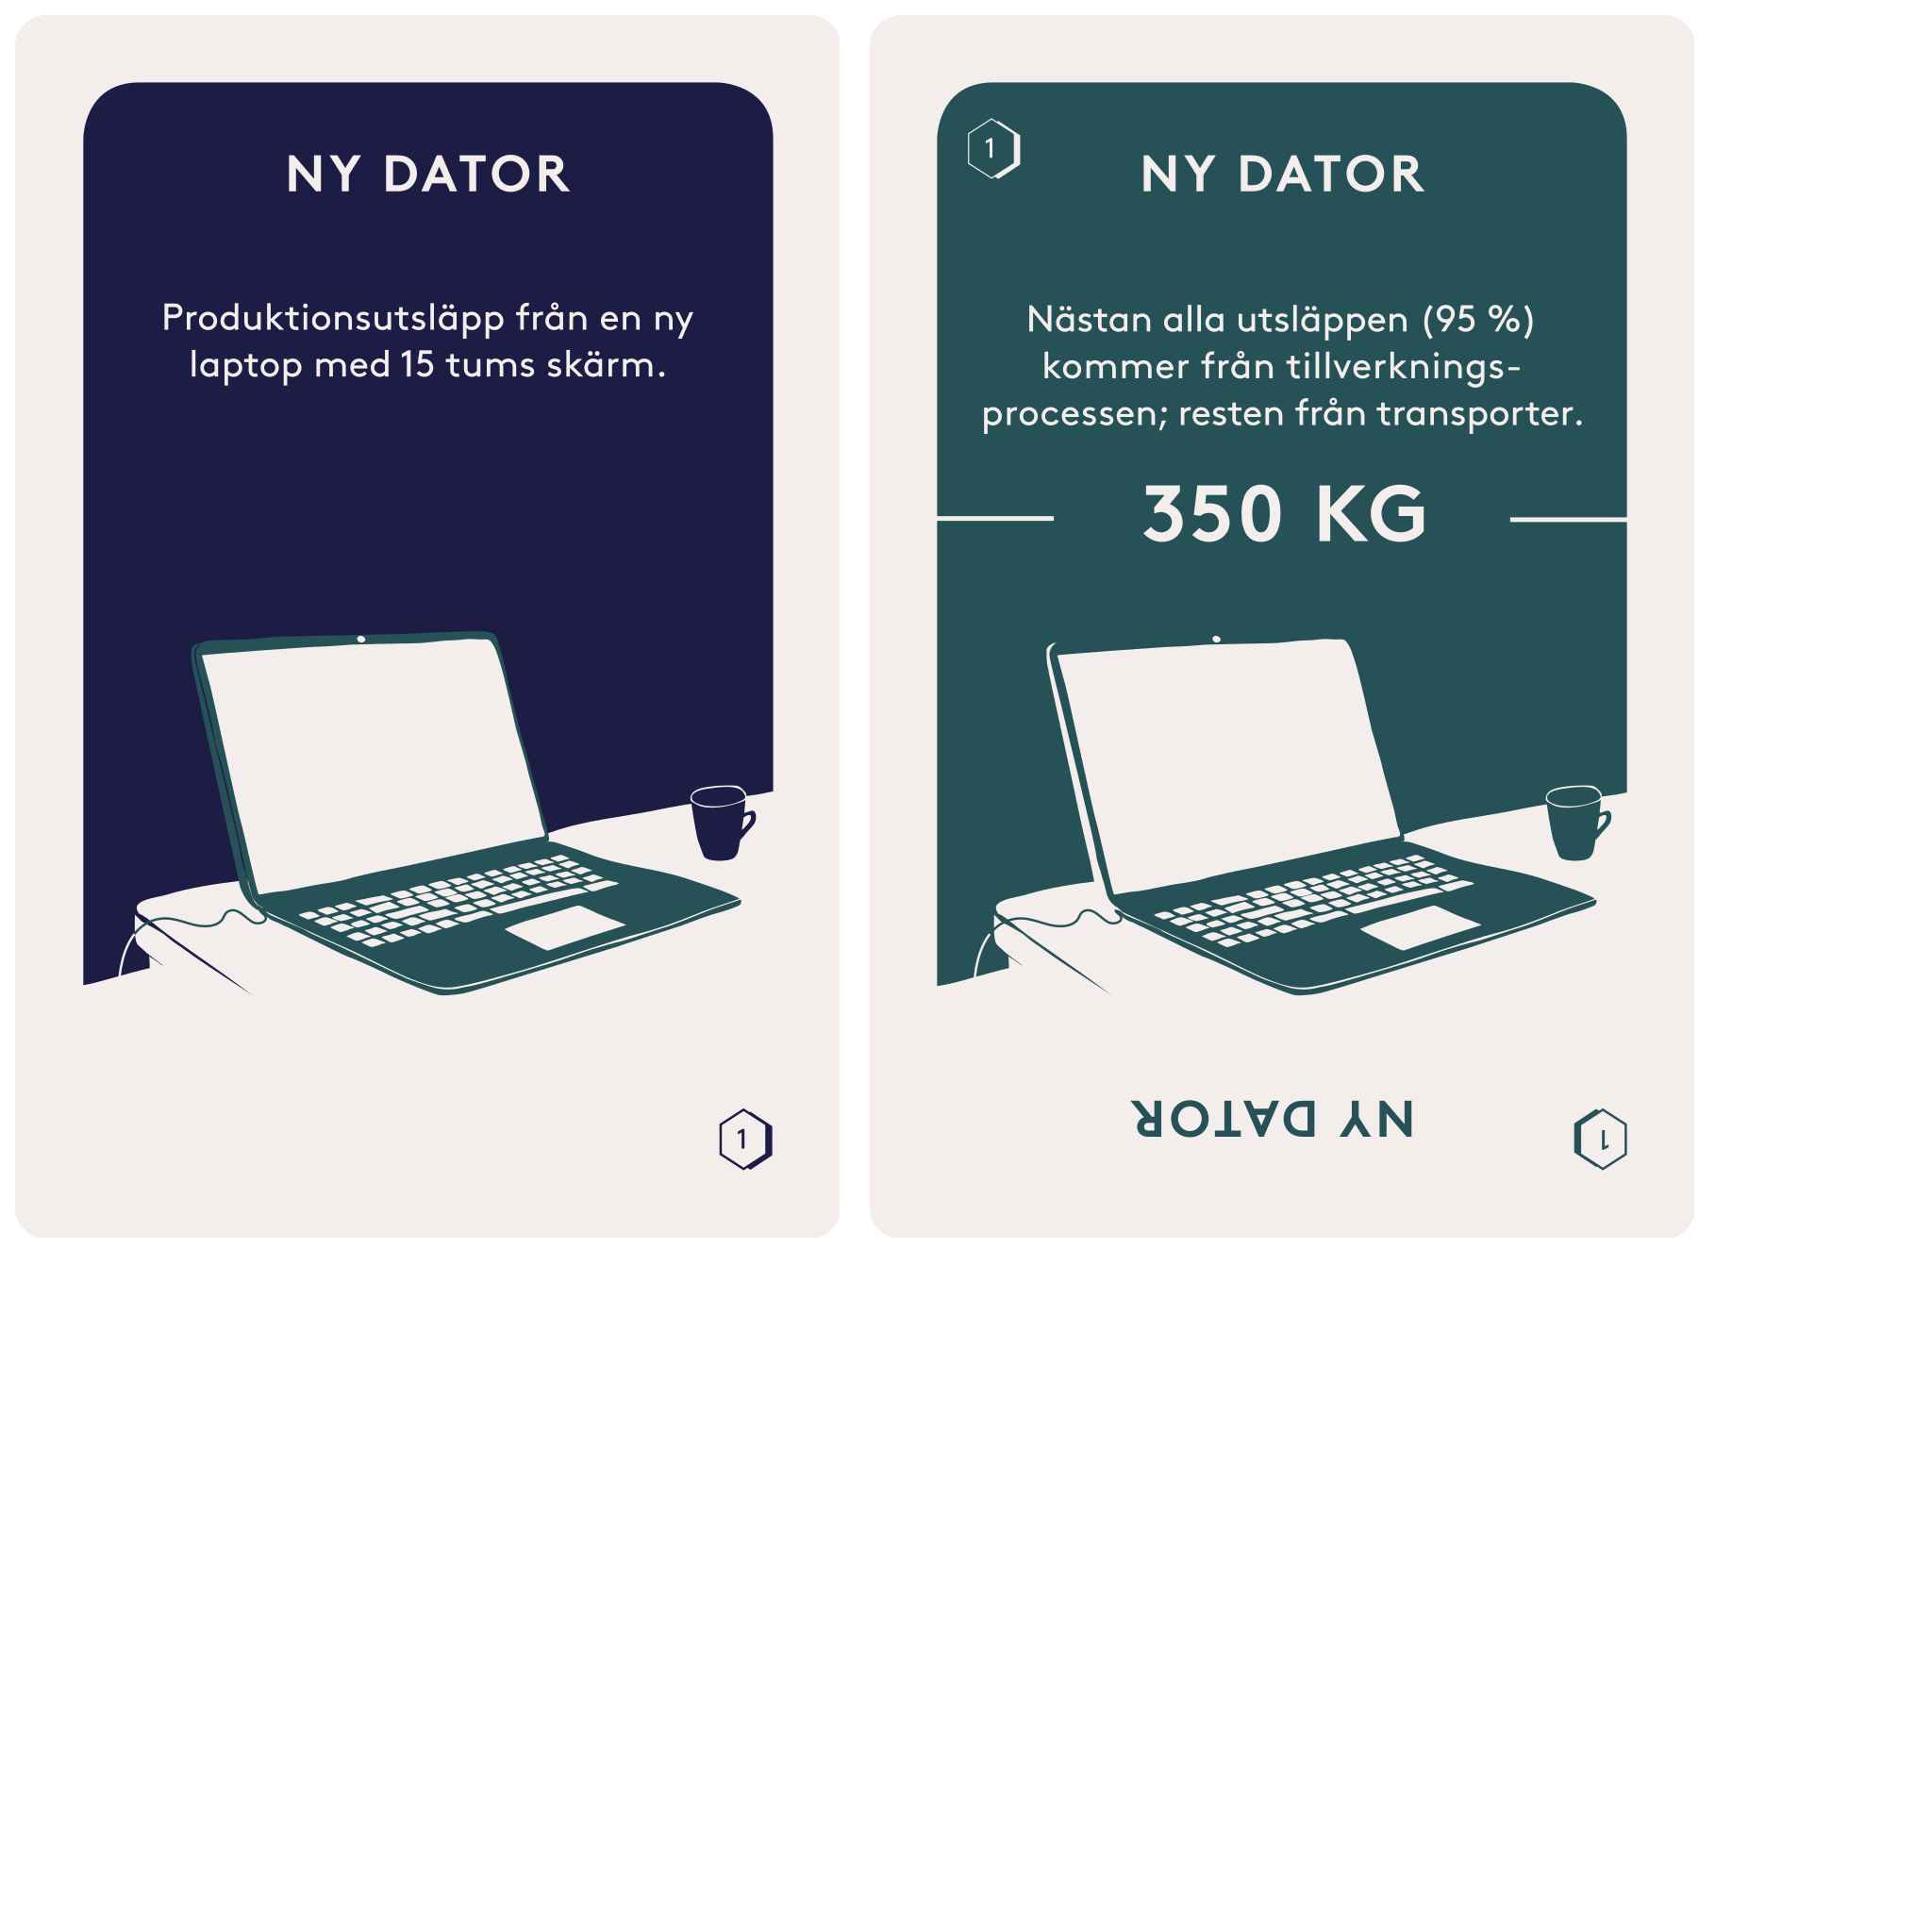 NY DATOR
Produktionsutsläpp från en ny
laptop med 15 tums skärm.
1
1
NY DATOR
Nästan alla utsläppen (95 %)
kommer från tillverknings-
processen; resten från transporter.
350 KG
NY DATOR
1